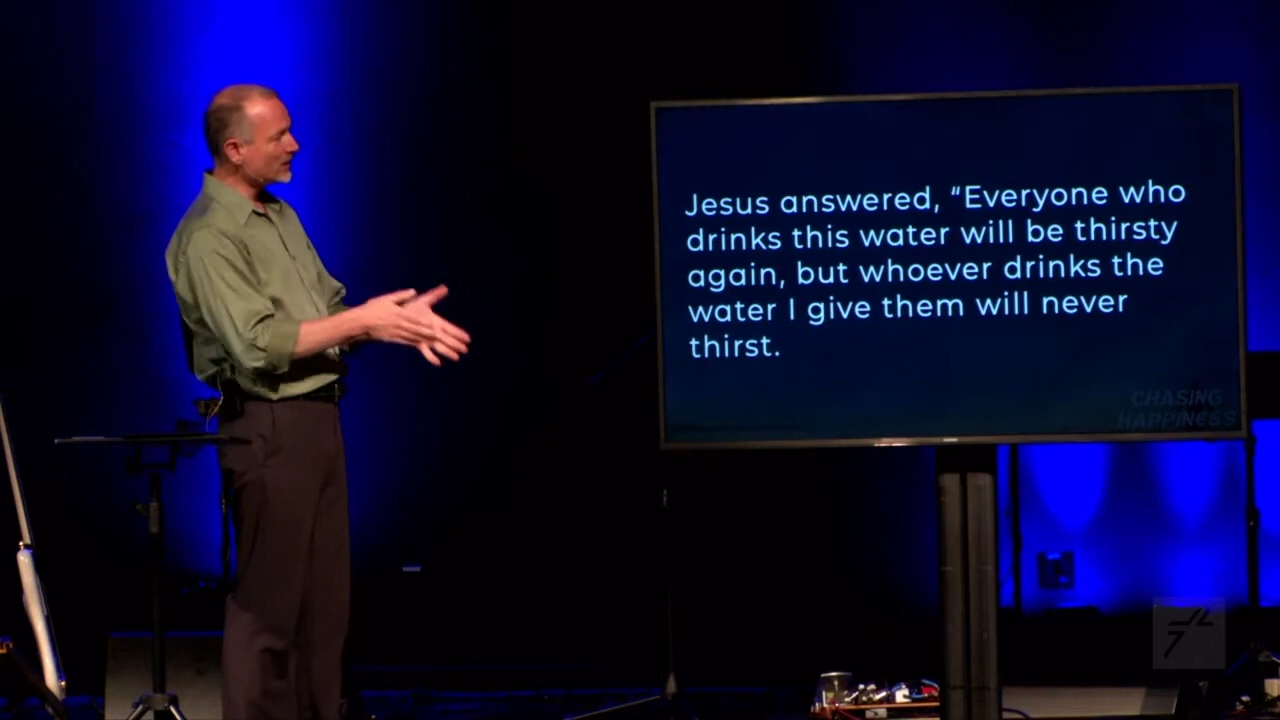 Jesus answered, “Everyone who
drinks this water will be thirsty
again, but whoever drinks the
water I give them will never
thirst.
CHASING
HAPPINESS